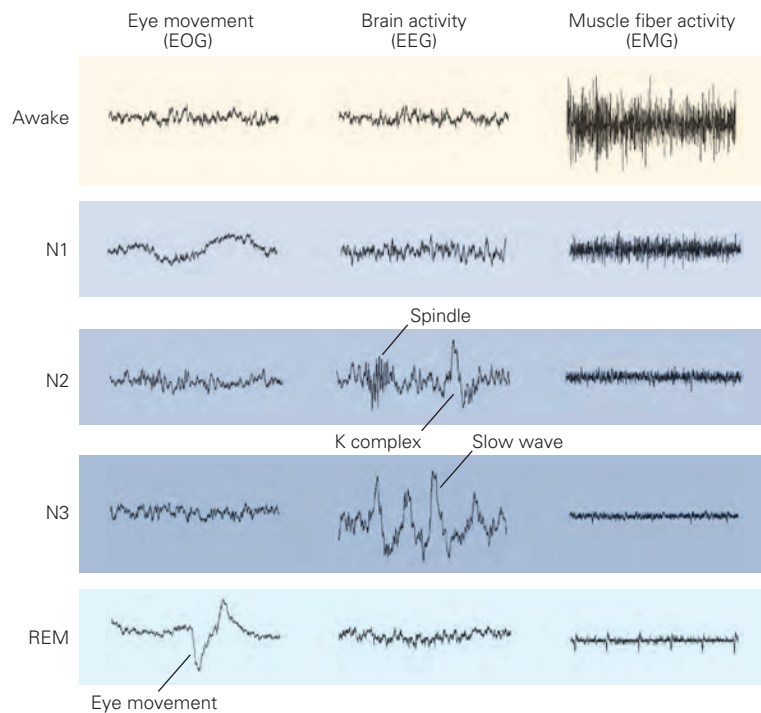 Eye movement
(EOG)
Brain activity
(EEG)
Muscle fiber activity
(EMG)
Awake
N1
Spindle
N2
K complex
Slow wave
N3
REM
Eye movement